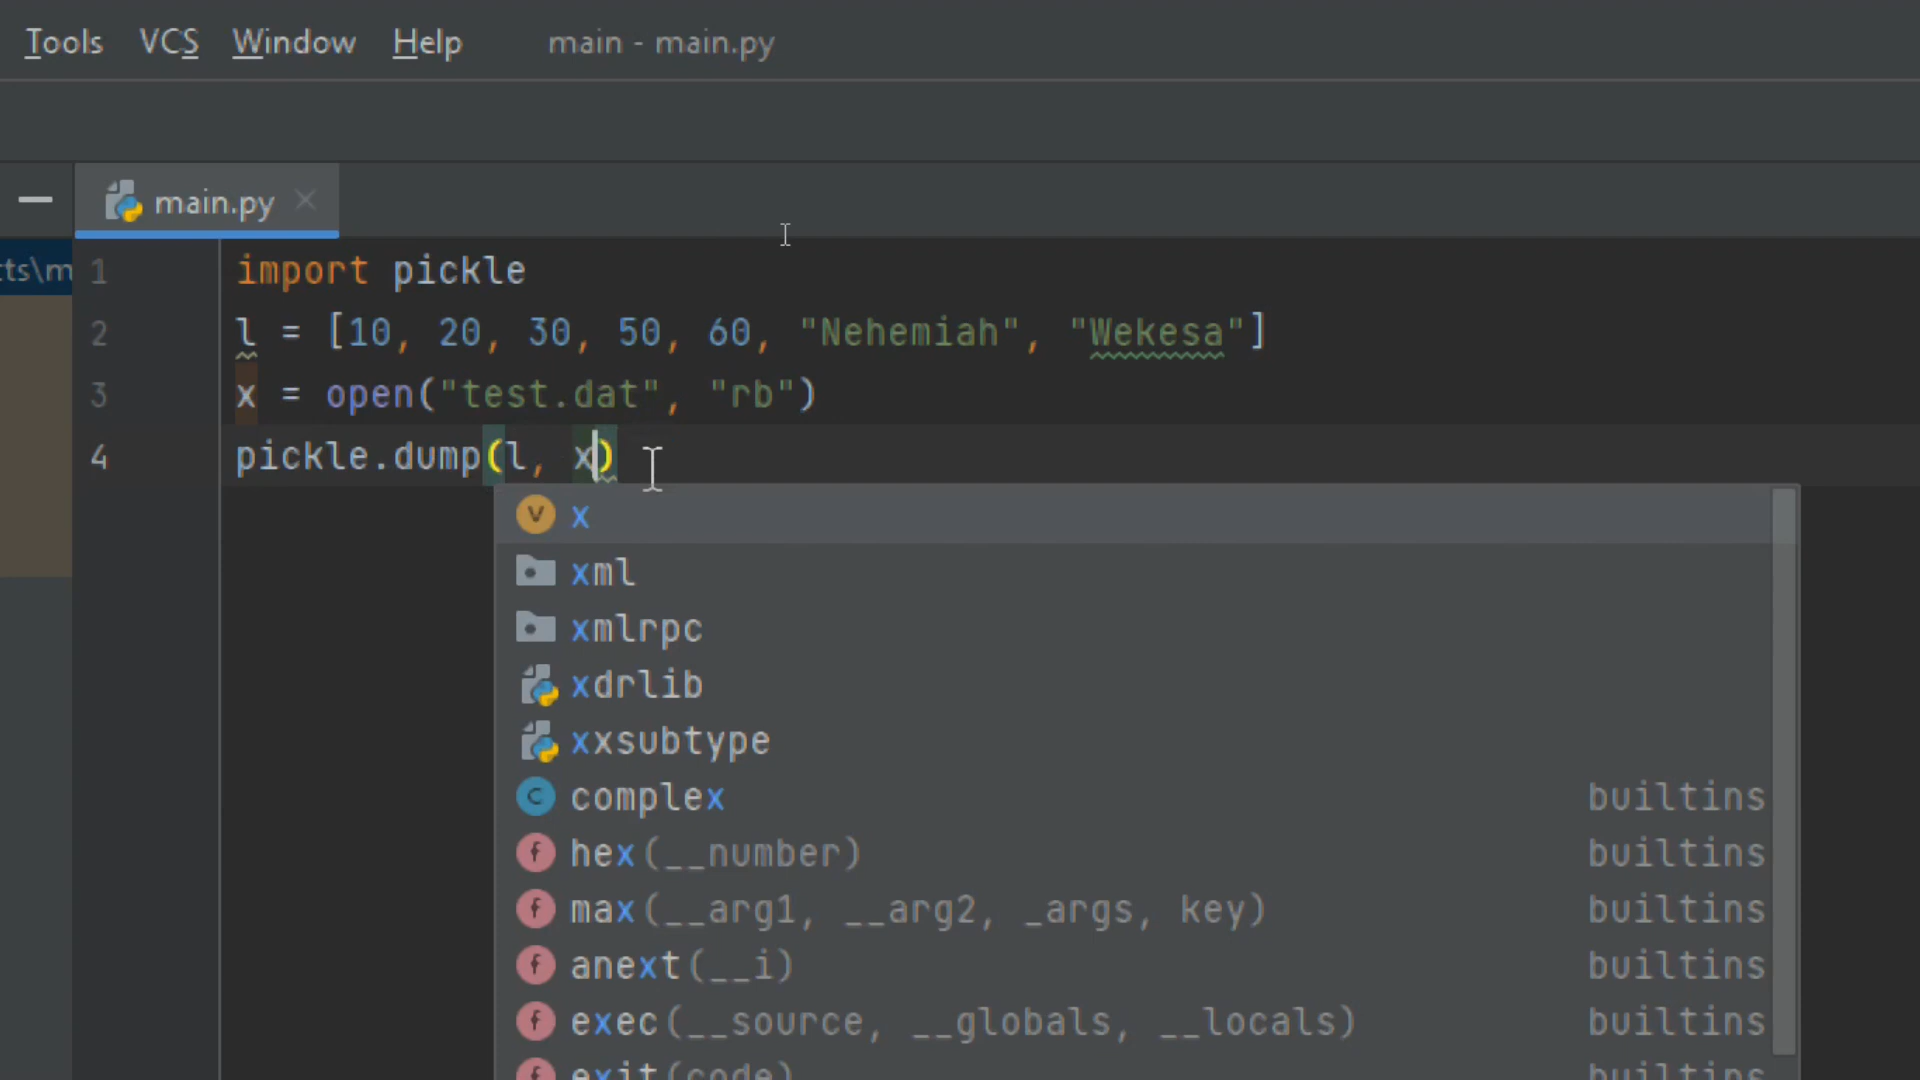 Tools VCS Window Help main - main.py
main.py
cts\m
1 import pickle
2 l = [10, 20, 30, 50, 60, "Nehemiah", "Wekesa"]
3 x = open("test.dat", "rb")
4 pickle.dump(l, x)
x
xml
xmlrpc
xdrlib
xxsubtype
complex builtins
hex(__number) builtins
max(__arg1, __arg2, _args, key) builtins
anext(__i) builtins
exec(__source, __globals, __locals) builtins
exit(code) builtins